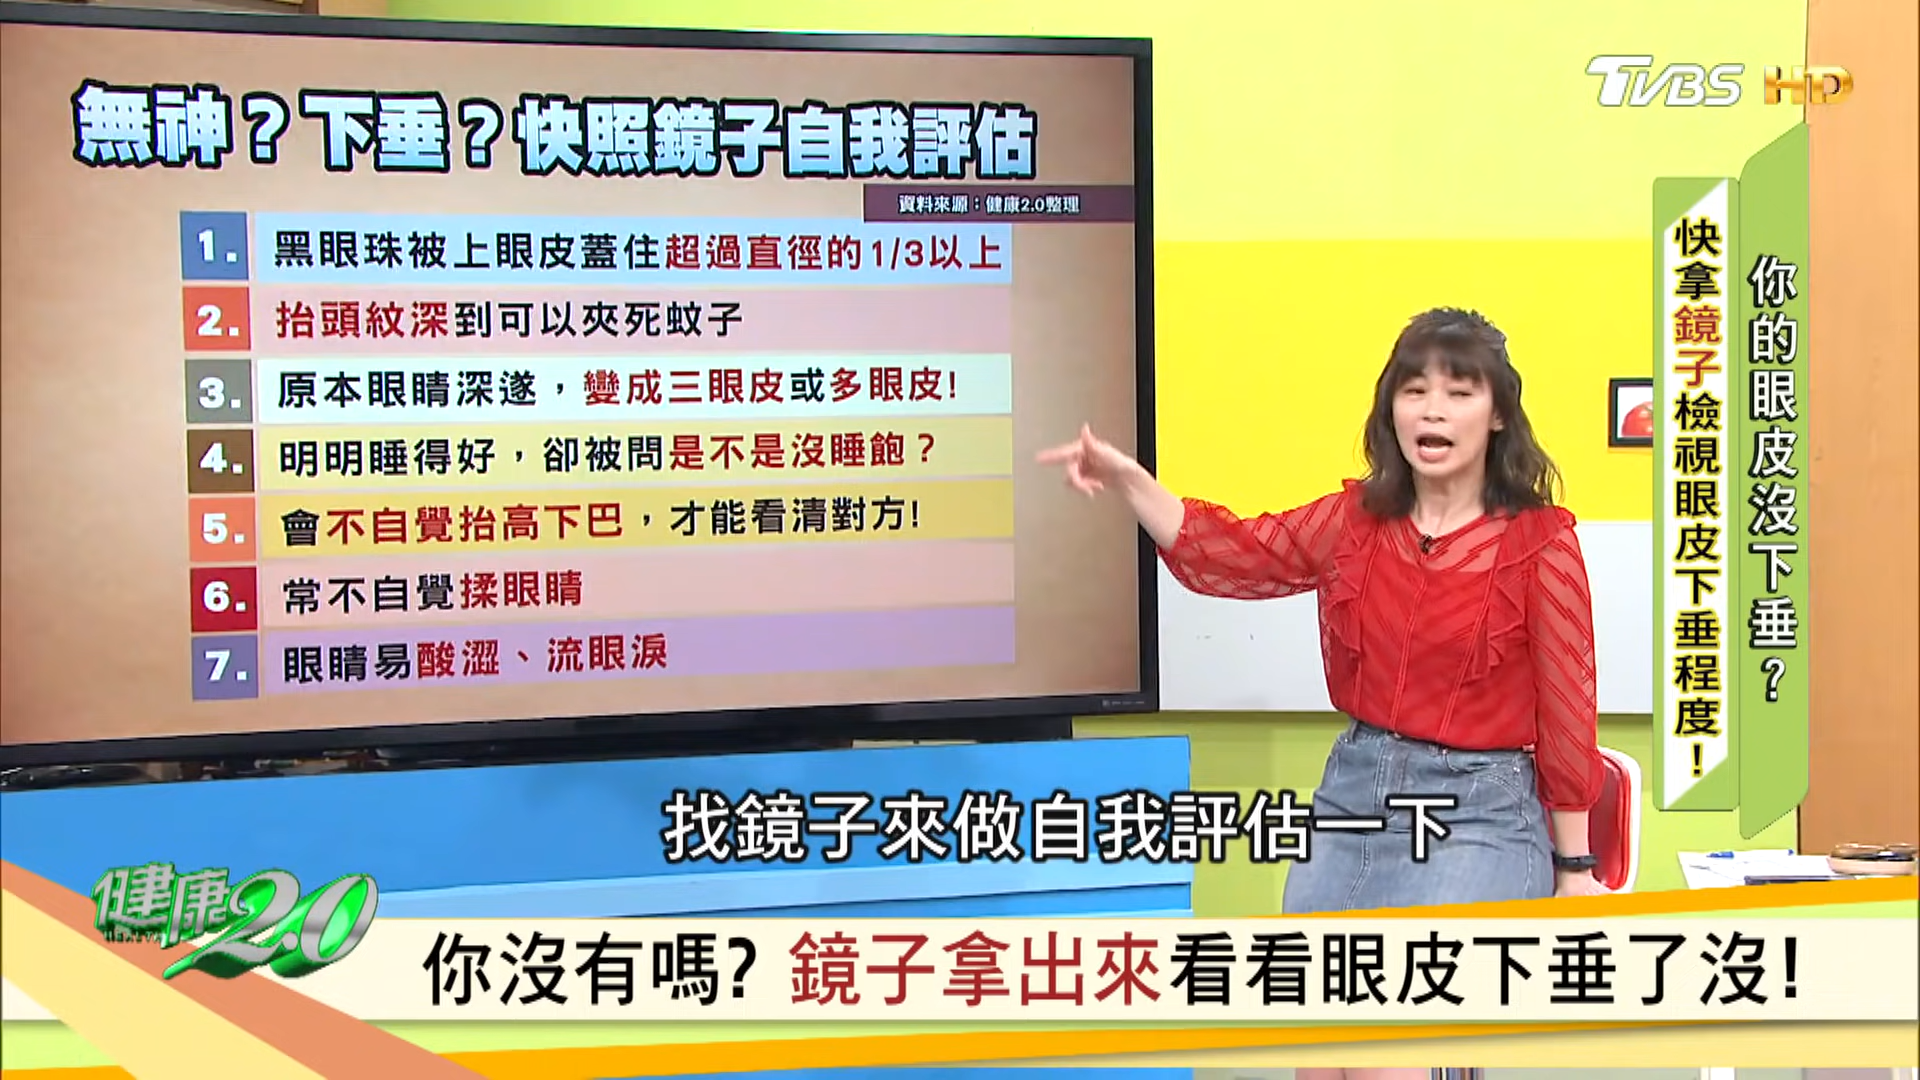 無神？下垂？快照鏡子自我評估
資料來源：健康2.0整理
1. 黑眼珠被上眼皮蓋住超過直徑的1/3以上
2. 抬頭紋深到可以夾死蚊子
3. 原本眼睛深遂，變成三眼皮或多眼皮!
4. 明明睡得好，卻被問是不是沒睡飽？
5. 會不自覺抬高下巴，才能看清對方!
6. 常不自覺揉眼睛
7. 眼睛易酸澀、流眼淚
TVBS HD
你的眼皮沒下垂？
快拿鏡子檢視眼皮下垂程度！
找鏡子來做自我評估一下
健康2.0
HEALTH
你沒有嗎? 鏡子拿出來看看眼皮下垂了沒!